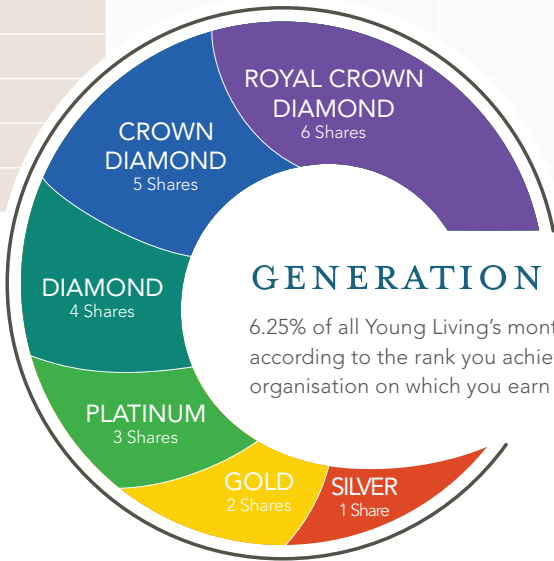 ROYAL CROWN
DIAMOND
6 Shares
CROWN
DIAMOND
5 Shares
DIAMOND
4 Shares
GENERATION
6.25% of all Young Living’s mont
according to the rank you achie
organisation on which you earn
PLATINUM
3 Shares
GOLD
2 Shares
SILVER
1 Share